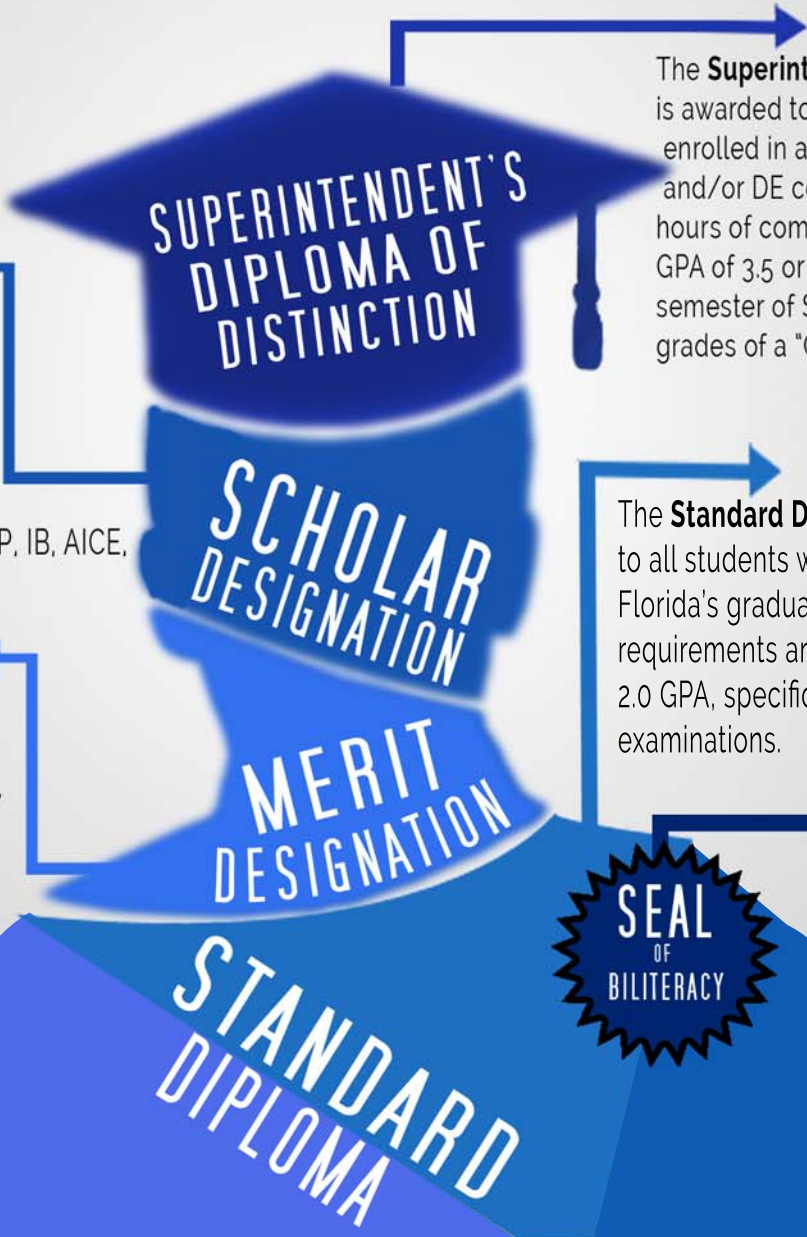 The Superint
is awarded to
enrolled in a
and/or DE c
hours of com
GPA of 3.5 or
semester of S
grades of a "C
SUPERINTENDENT'S
DIPLOMA OF
DISTINCTION
SCHOLAR
DESIGNATION
P, IB, AICE,
The Standard D
to all students w
Florida's gradua
requirements an
2.0 GPA, specific
examinations.
MERIT
DESIGNATION
SEAL
OF
BILITERACY
STANDARD
DIPLOMA